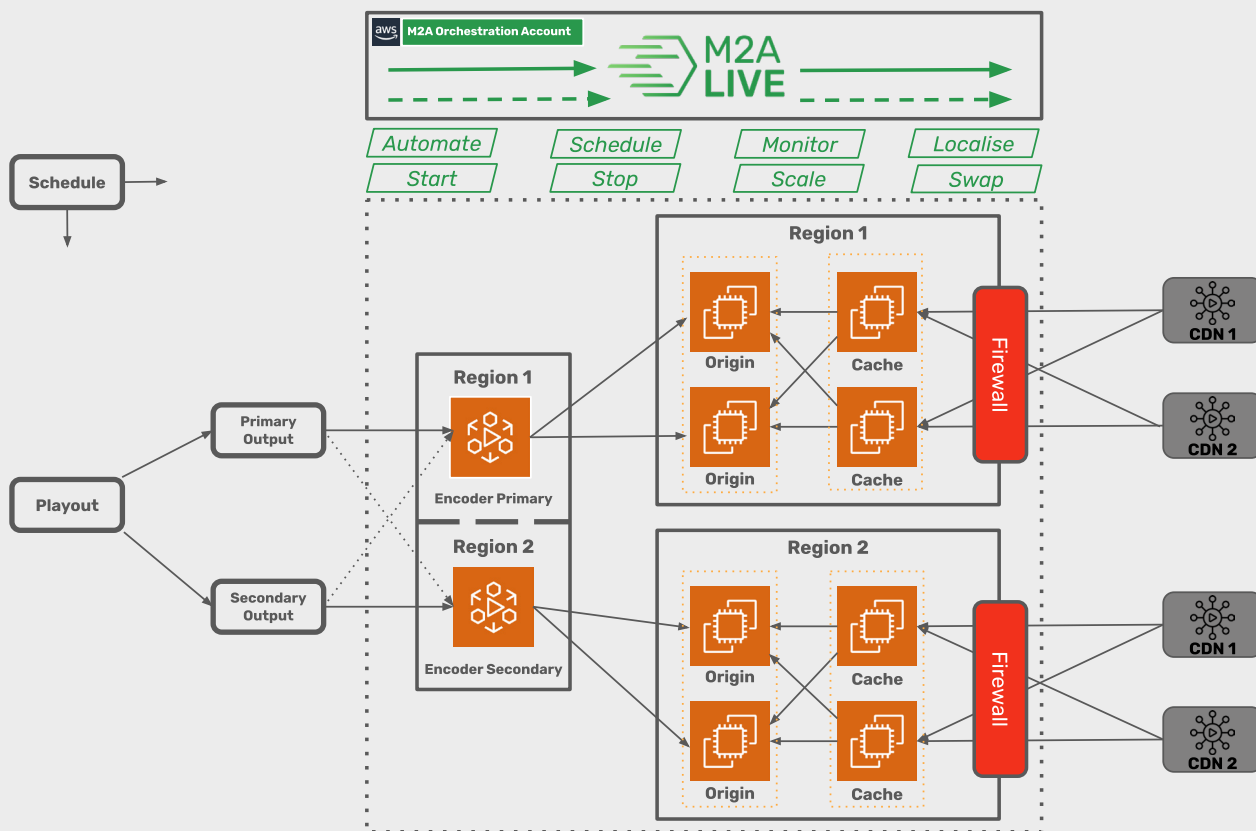 aws
M2A Orchestration Account
M2A
LIVE
Automate
Schedule
Monitor
Localise
Start
Stop
Scale
Swap
Schedule
Playout
Primary
Output
Secondary
Output
Region 1
Encoder Primary
Region 2
Encoder Secondary
Region 1
Origin
Cache
Origin
Cache
Firewall
CDN 1
CDN 2
Region 2
Origin
Cache
Origin
Cache
Firewall
CDN 1
CDN 2